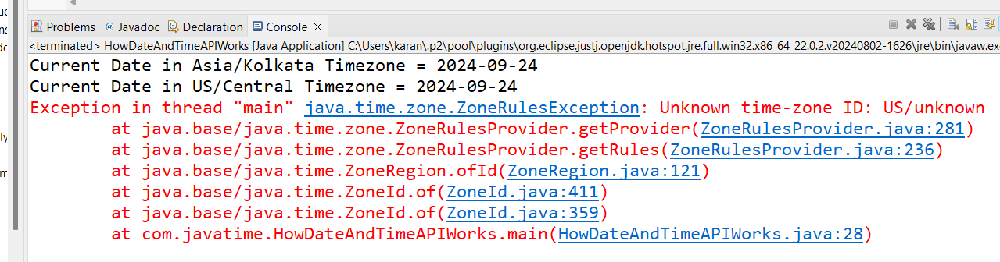 Problems Javadoc Declaration Console
<terminated> HowDateAndTimeAPIWorks [Java Application] C:\Users\karan\.p2\pool\plugins\org.eclipse.justj.openjdk.hotspot.jre.full.win32.x86_64_22.0.2.v20240802-1626\jre\bin\javaw.exe
Current Date in Asia/Kolkata Timezone = 2024-09-24
Current Date in US/Central Timezone = 2024-09-24
Exception in thread "main" java.time.zone.ZoneRulesException: Unknown time-zone ID: US/unknown
at java.base/java.time.zone.ZoneRulesProvider.getProvider(ZoneRulesProvider.java:281)
at java.base/java.time.zone.ZoneRulesProvider.getRules(ZoneRulesProvider.java:236)
at java.base/java.time.ZoneRegion.ofId(ZoneRegion.java:121)
at java.base/java.time.ZoneId.of(ZoneId.java:411)
at java.base/java.time.ZoneId.of(ZoneId.java:359)
at com.javatime.HowDateAndTimeAPIWorks.main(HowDateAndTimeAPIWorks.java:28)